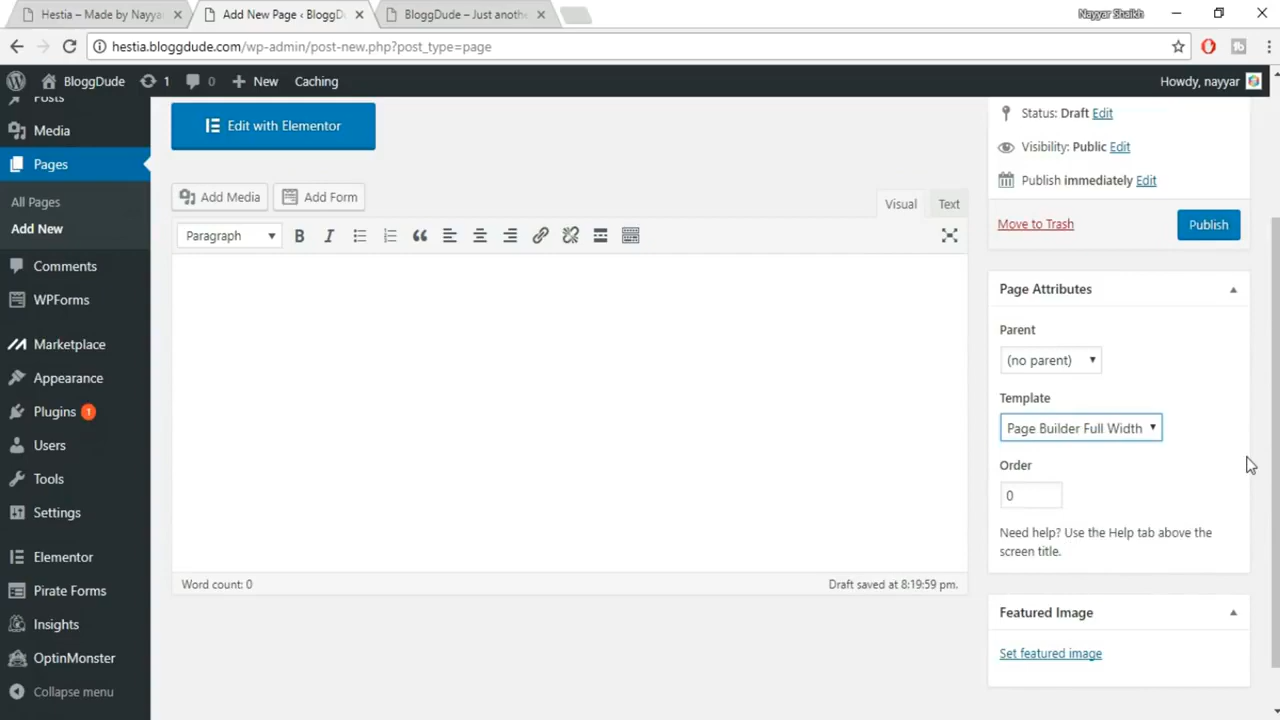 Hestia – Made by Nayya
Add New Page ‹ BloggD
BloggDude – Just anoth
Nayyar Shaikh
hestia.bloggdude.com/wp-admin/post-new.php?post_type=page
BloggDude
1
0
New
Caching
Howdy, nayyar
Posts
Media
Pages
All Pages
Add New
Comments
WPForms
Marketplace
Appearance
Plugins 1
Users
Tools
Settings
Elementor
Pirate Forms
Insights
OptinMonster
Collapse menu
Edit with Elementor
Add Media
Add Form
Visual
Text
Paragraph
B I
Word count: 0
Draft saved at 8:19:59 pm.
Status: Draft Edit
Visibility: Public Edit
Publish immediately Edit
Move to Trash
Publish
Page Attributes
Parent
(no parent)
Template
Page Builder Full Width
Order
0
Need help? Use the Help tab above the
screen title.
Featured Image
Set featured image